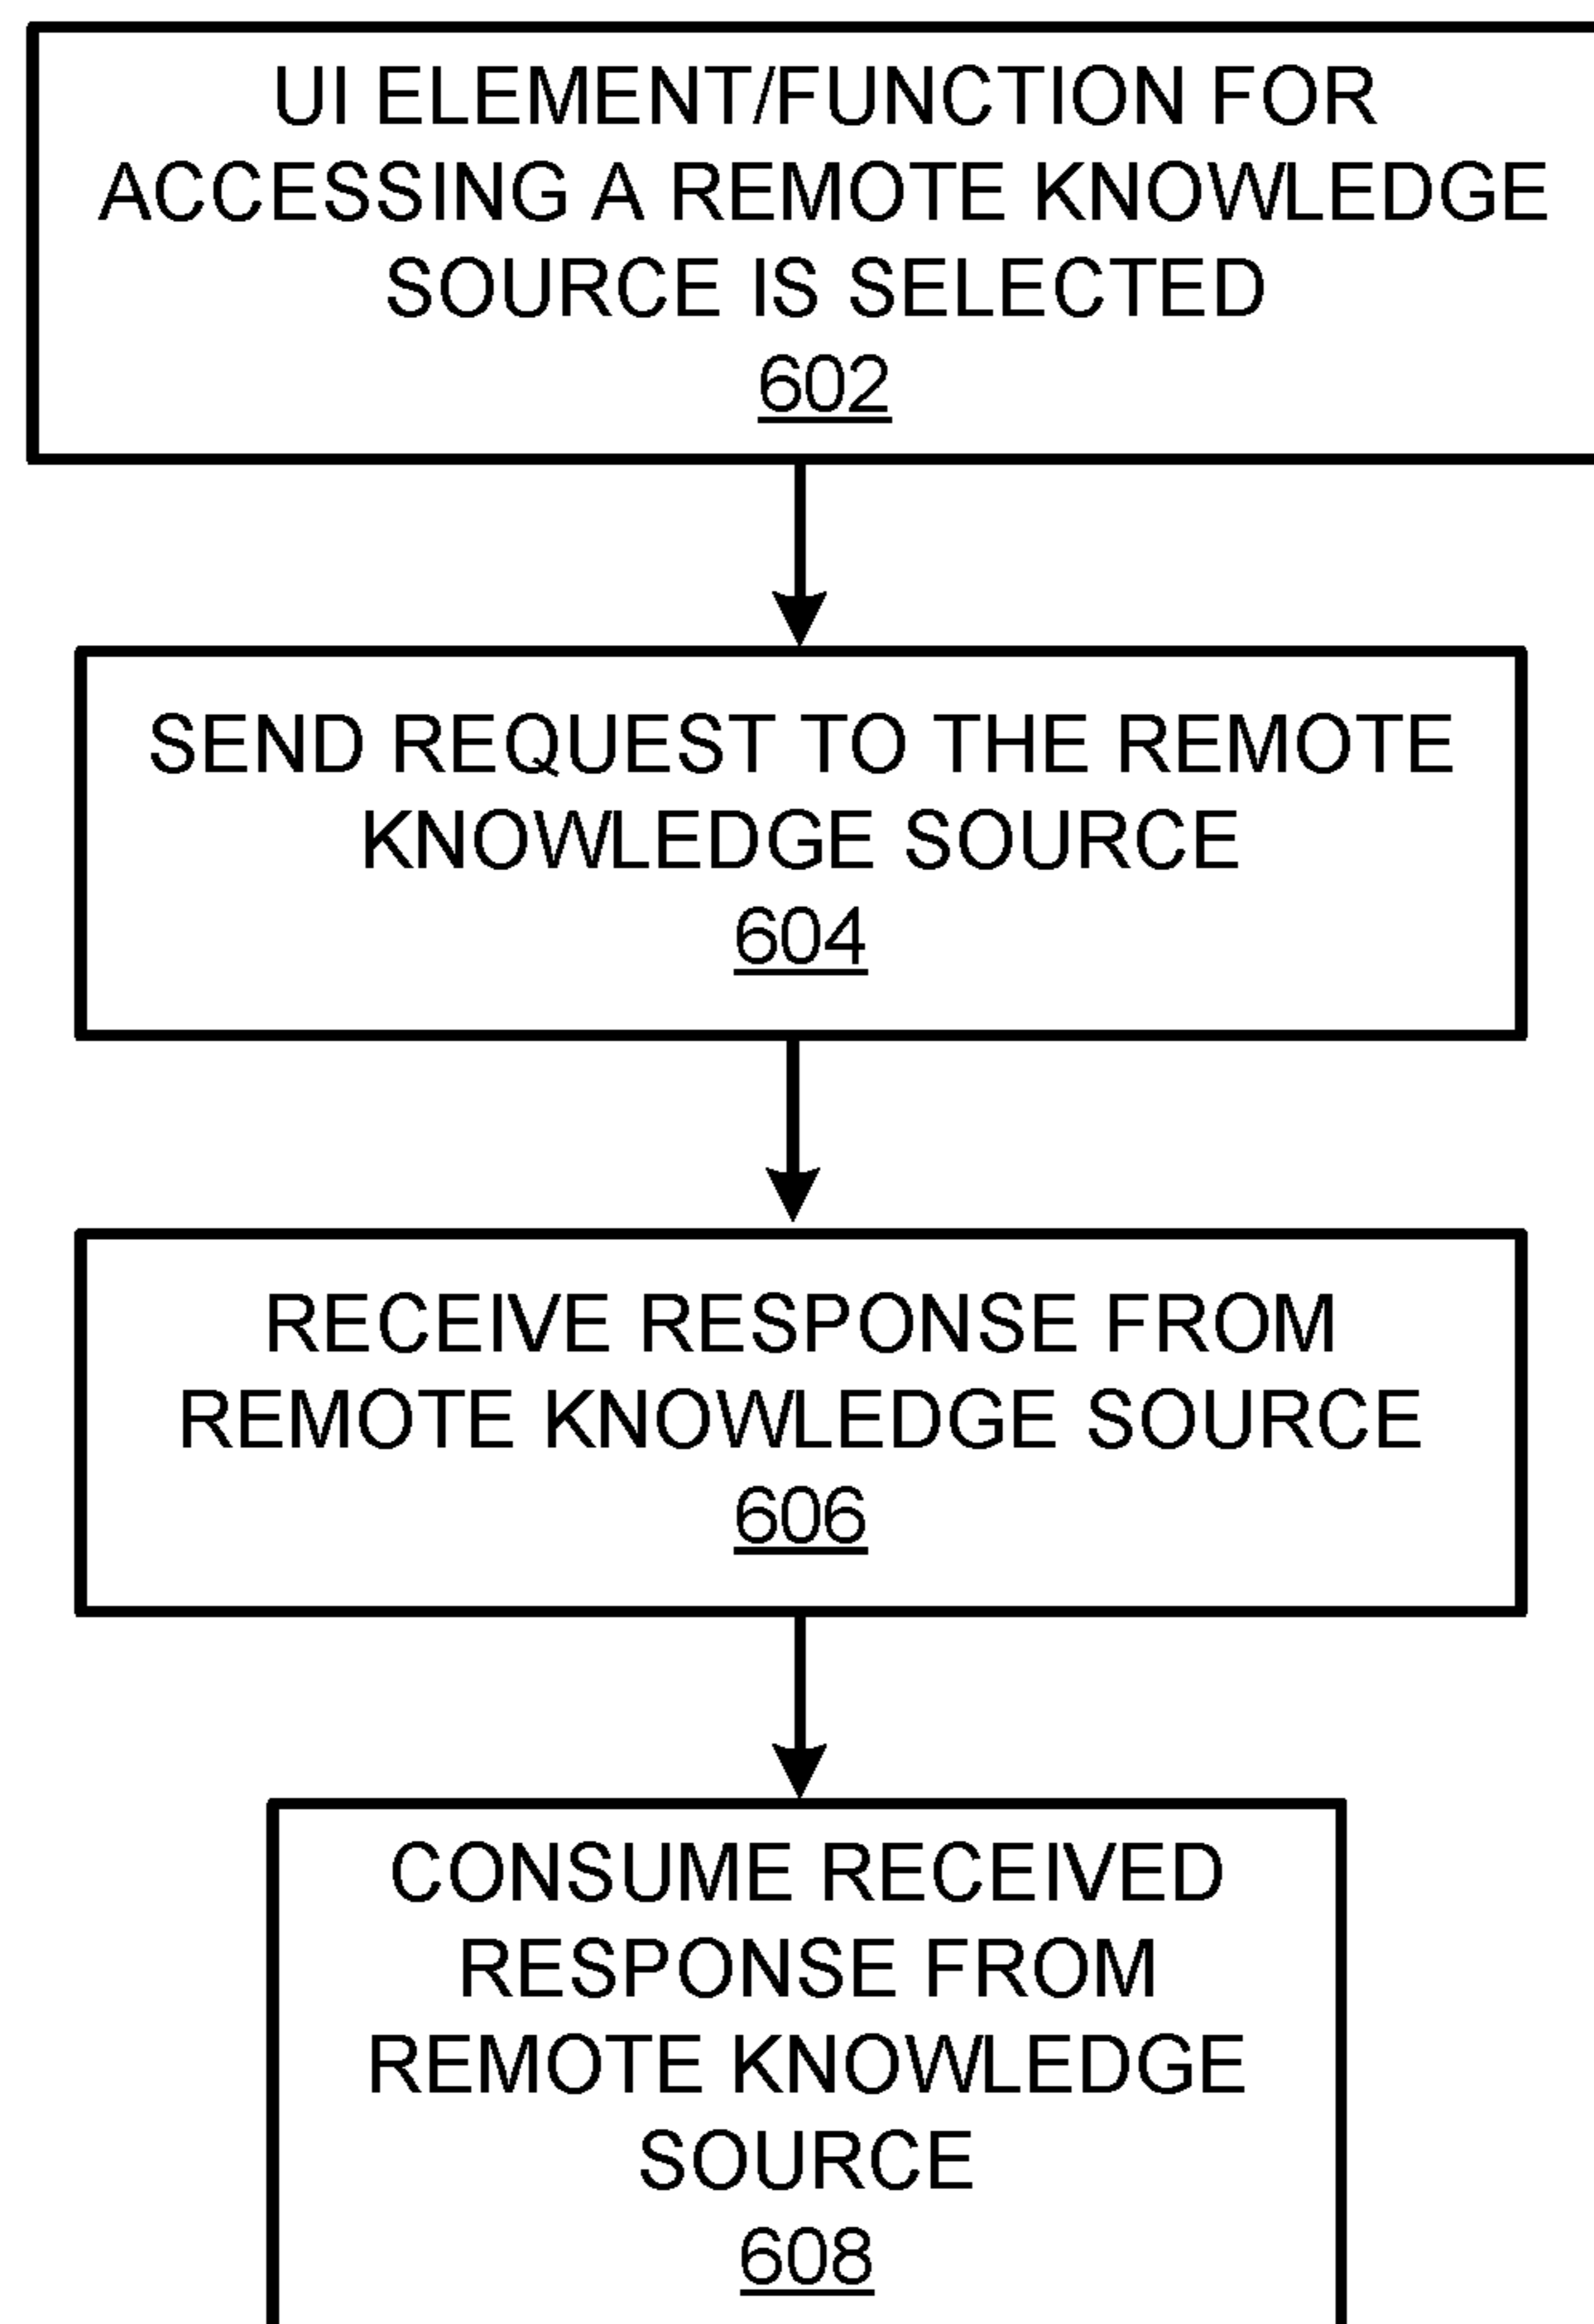 UI ELEMENT/FUNCTION FOR
ACCESSING A REMOTE KNOWLEDGE
SOURCE IS SELECTED
602
SEND REQUEST TO THE REMOTE
KNOWLEDGE SOURCE
604
RECEIVE RESPONSE FROM
REMOTE KNOWLEDGE SOURCE
606
CONSUME RECEIVED
RESPONSE FROM
REMOTE KNOWLEDGE
SOURCE
608